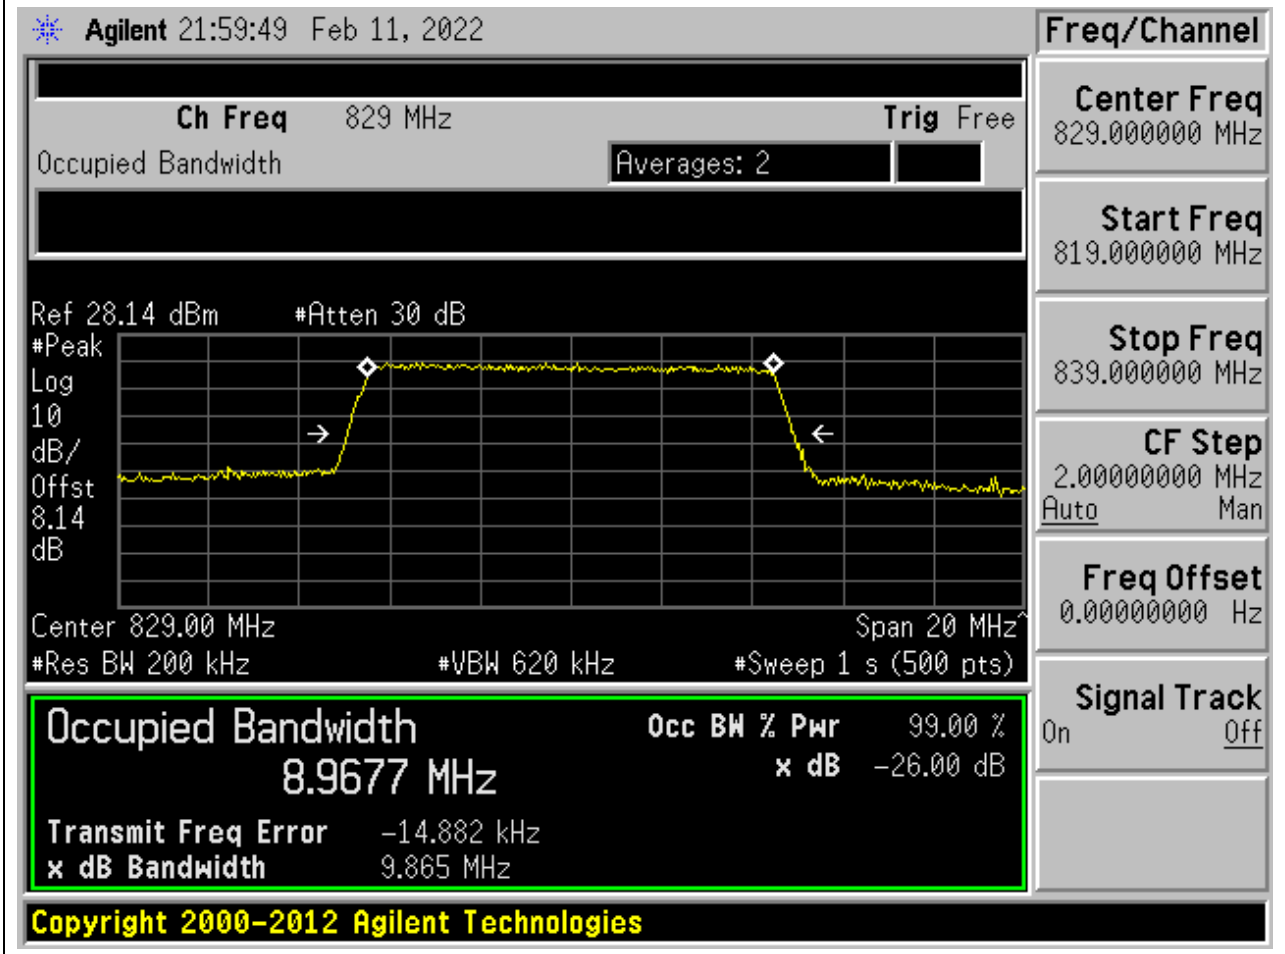 Agilent 21:59:49 Feb 11, 2022
Freq/Channel
Ch Freq 829 MHz Trig Free
Occupied Bandwidth Averages: 2
Center Freq
829.000000 MHz
Start Freq
819.000000 MHz
Stop Freq
839.000000 MHz
CF Step
2.00000000 MHz
Auto Man
Freq Offset
0.00000000 Hz
Signal Track
On Off
Ref 28.14 dBm #Atten 30 dB
#Peak
Log
10
dB/
Offst
8.14
dB
Center 829.00 MHz Span 20 MHz^
#Res BW 200 kHz #VBW 620 kHz #Sweep 1 s (500 pts)
Occupied Bandwidth Occ BW % Pwr 99.00 %
8.9677 MHz x dB -26.00 dB
Transmit Freq Error -14.882 kHz
x dB Bandwidth 9.865 MHz
Copyright 2000-2012 Agilent Technologies